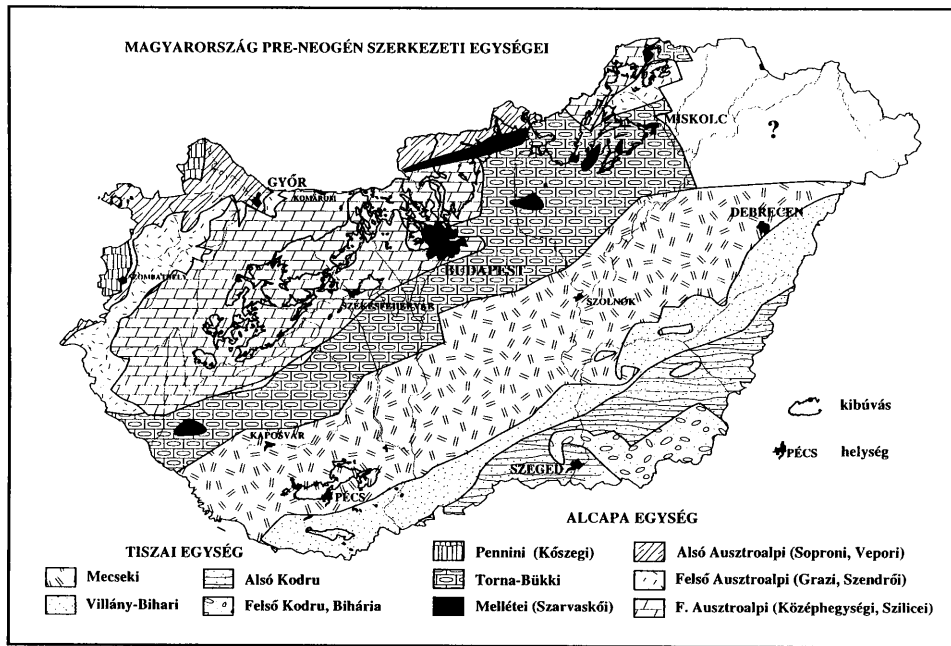 MAGYARORSZÁG PRE-NEOGÉN SZERKEZETI EGYSÉGEI
MISKOLC
?
GYŐR
KOMÁROM
DEBRECEN
BUDAPEST
SZOMBATHELY
SZÉKESFEHÉRVÁR
SZOLNOK
KAPOSVÁR
PÉCS
SZEGED
kibúvás
PÉCS helység
TISZAI EGYSÉG
Mecseki
Villány-Bihari
Alsó Kodru
Felső Kodru, Bihária
ALCAPA EGYSÉG
Pennini (Kőszegi)
Torna-Bükki
Mellétei (Szarvaskői)
Alsó Ausztroalpi (Soproni, Vepori)
Felső Ausztroalpi (Grazi, Szendrői)
F. Ausztroalpi (Középhegységi, Szilicei)